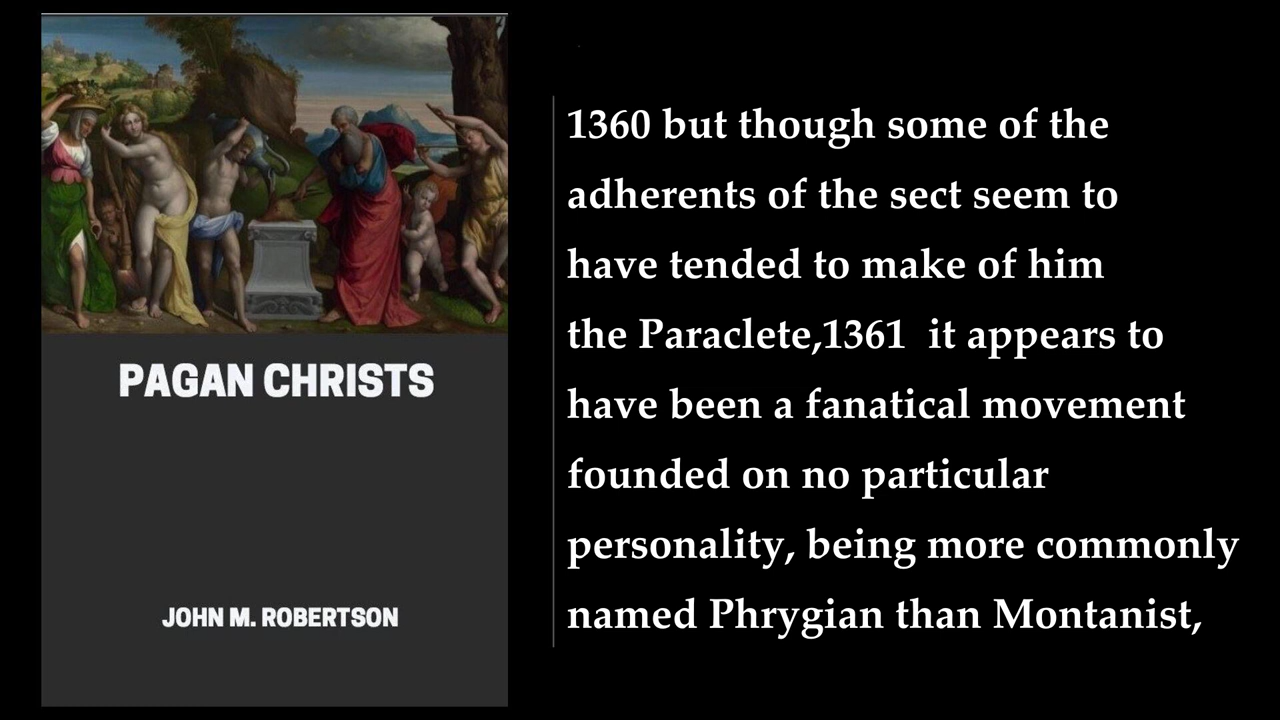 PAGAN CHRISTS
JOHN M. ROBERTSON
1360 but though some of the
adherents of the sect seem to
have tended to make of him
the Paraclete,1361  it appears to
have been a fanatical movement
founded on no particular
personality, being more commonly
named Phrygian than Montanist,